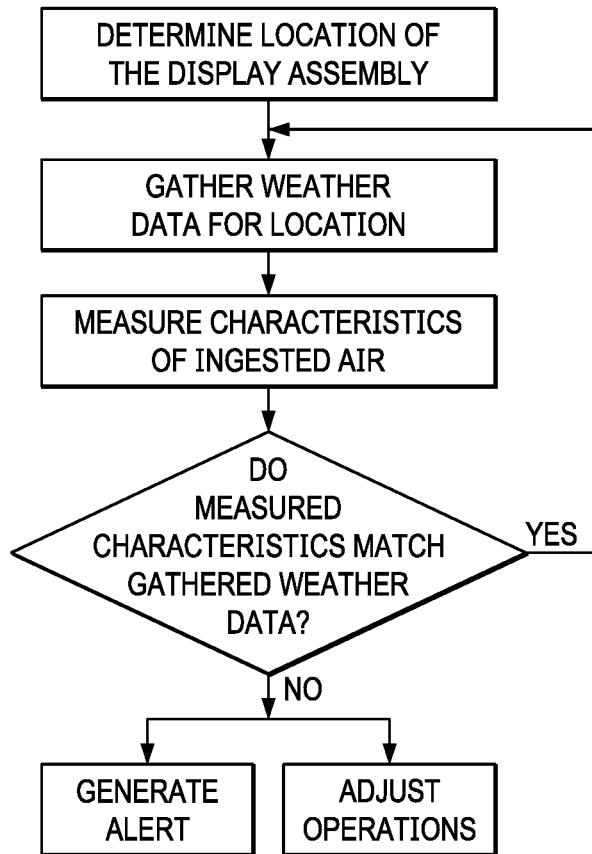 DETERMINE LOCATION OF
THE DISPLAY ASSEMBLY
GATHER WEATHER
DATA FOR LOCATION
MEASURE CHARACTERISTICS
OF INGESTED AIR
DO
MEASURED
CHARACTERISTICS MATCH
GATHERED WEATHER
DATA?
YES
NO
GENERATE
ALERT
ADJUST
OPERATIONS